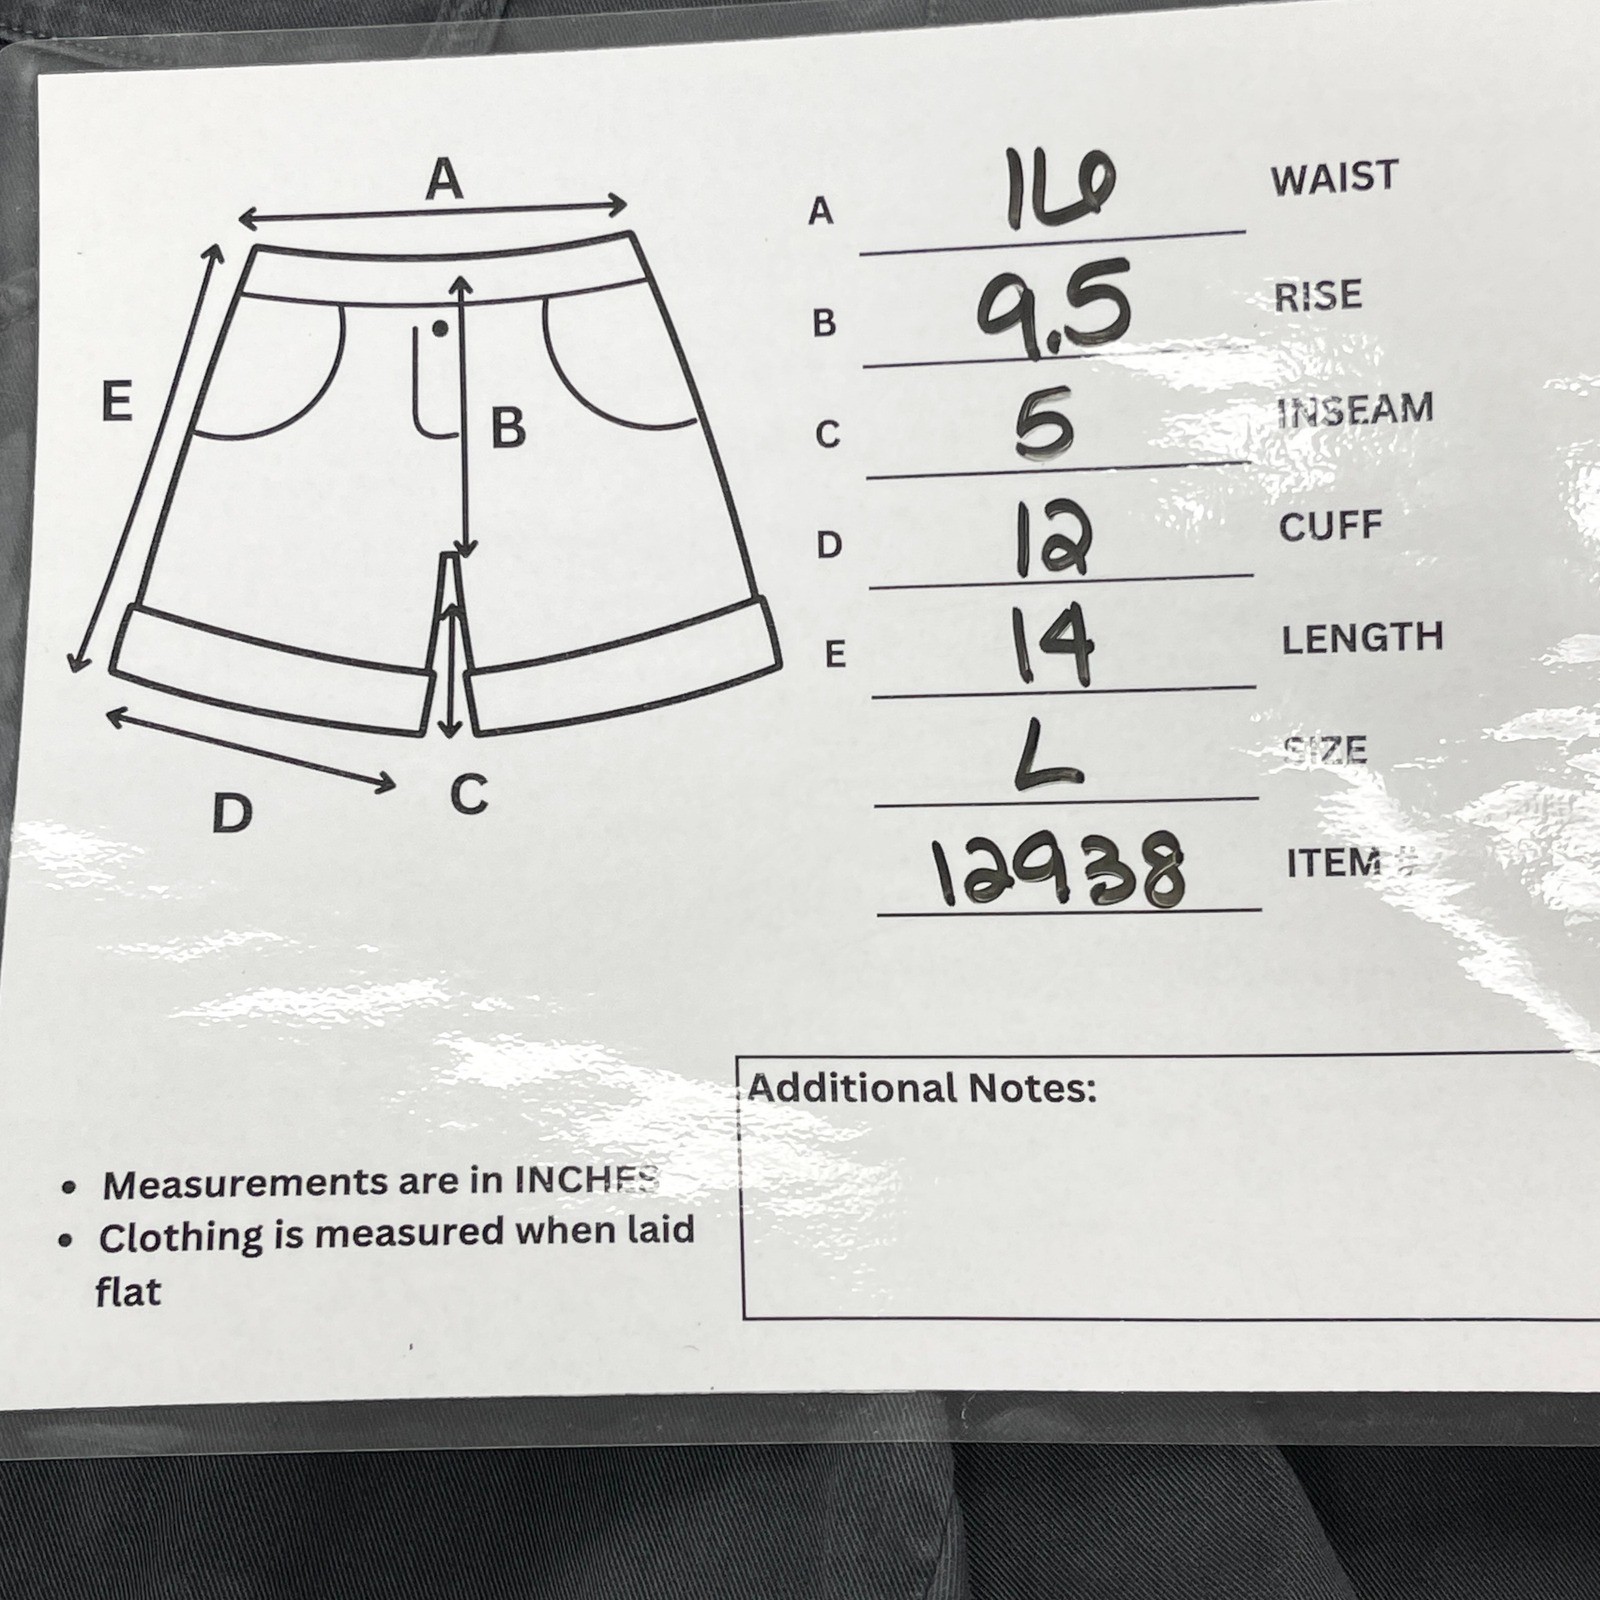 A
E
B
D
C
A 16 WAIST
B 9.5 RISE
C 5 INSEAM
D 12 CUFF
E 14 LENGTH
L SIZE
12938 ITEM #
Additional Notes:
• Measurements are in INCHES
• Clothing is measured when laid
flat